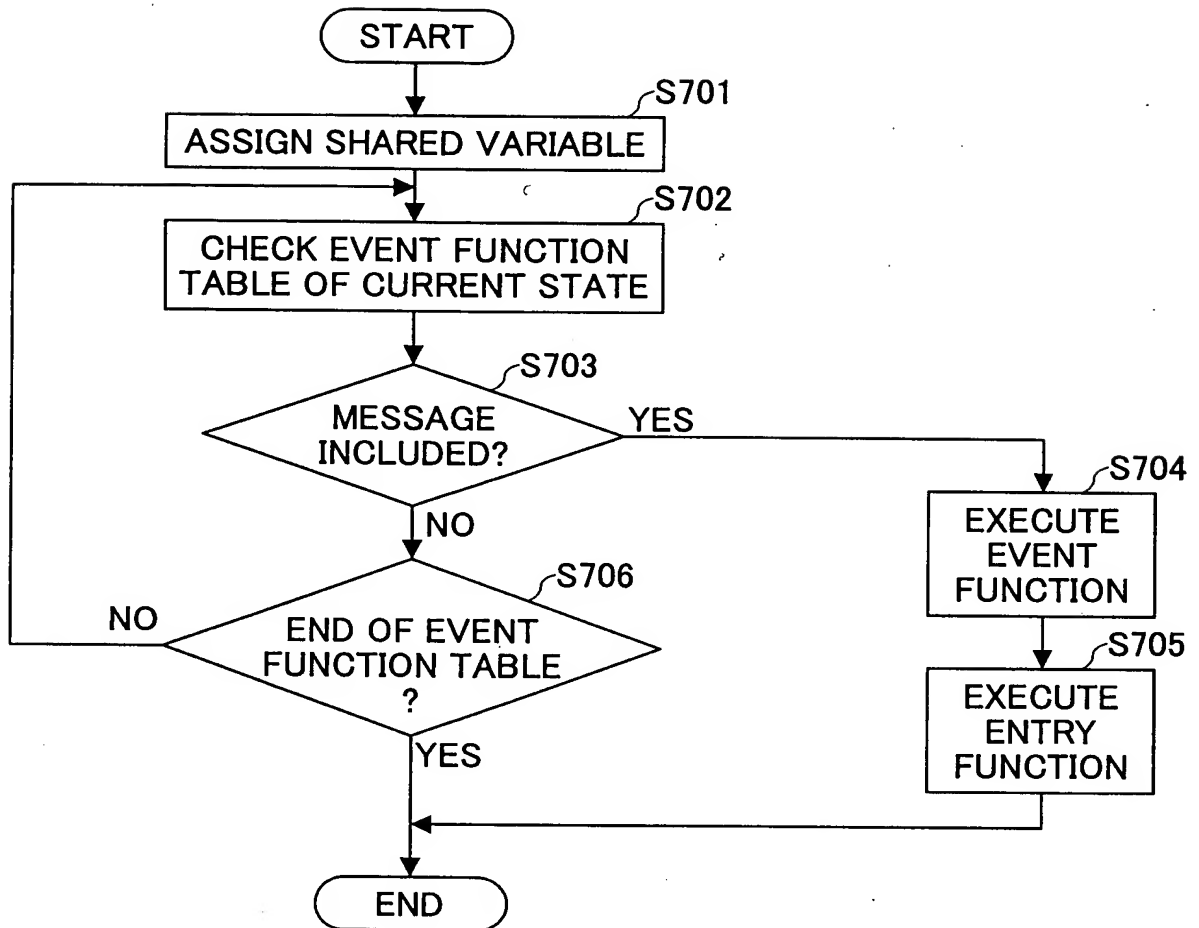 START
S701
ASSIGN SHARED VARIABLE
S702
CHECK EVENT FUNCTION
TABLE OF CURRENT STATE
S703
MESSAGE
INCLUDED?
YES
NO
S704
EXECUTE
EVENT
FUNCTION
S706
NO
END OF EVENT
FUNCTION TABLE
?
YES
S705
EXECUTE
ENTRY
FUNCTION
END